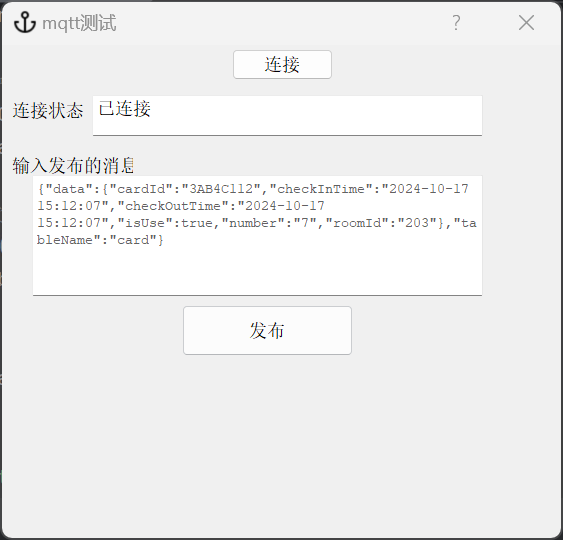 mqtt测试
连接
连接状态 已连接
输入发布的消息
{"data":{"cardId":"3AB4C112","checkInTime":"2024-10-17
15:12:07","checkOutTime":"2024-10-17
15:12:07","isUse":true,"number":"7","roomId":"203"},"ta
bleName":"card"}
发布